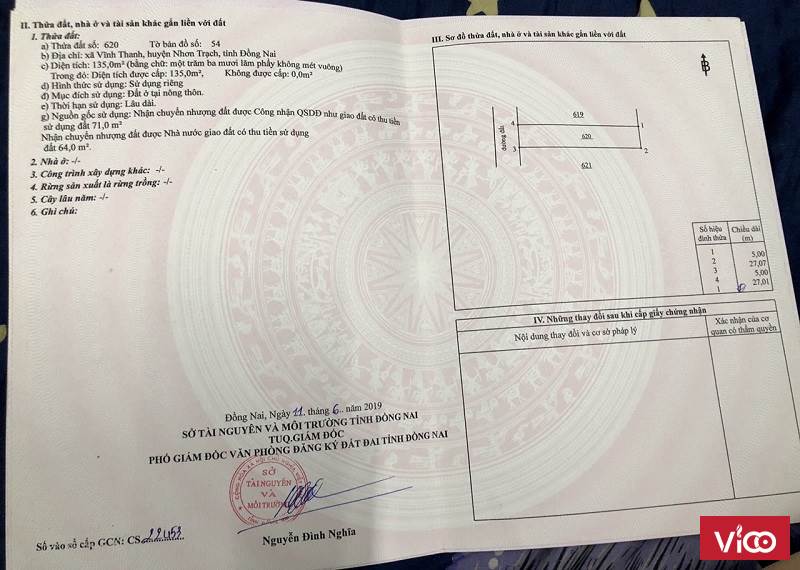 II. Thửa đất, nhà ở và tài sản khác gắn liền với đất
1. Thửa đất:
a) Thửa đất số: 620 Tờ bản đồ số: 54
b) Địa chỉ: xã Vĩnh Thanh, huyện Nhơn Trạch, tỉnh Đồng Nai
c) Diện tích: 135,0m² (bằng chữ: một trăm ba mươi lăm phẩy không mét vuông)
Trong đó: Diện tích được cấp: 135,0m², Không được cấp: 0,0m²
d) Hình thức sử dụng: Sử dụng riêng
đ) Mục đích sử dụng: Đất ở tại nông thôn.
e) Thời hạn sử dụng: Lâu dài.
g) Nguồn gốc sử dụng: Nhận chuyển nhượng đất được Công nhận QSDĐ như giao đất có thu tiền
sử dụng đất 71,0 m²
Nhận chuyển nhượng đất được Nhà nước giao đất có thu tiền sử dụng
đất 64,0 m².
2. Nhà ở: -/-
3. Công trình xây dựng khác: -/-
4. Rừng sản xuất là rừng trồng: -/-
5. Cây lâu năm: -/-
6. Ghi chú:
Đồng Nai, Ngày 11. tháng 6.. năm 2019
SỞ TÀI NGUYÊN VÀ MÔI TRƯỜNG TỈNH ĐỒNG NAI
TUQ.GIÁM ĐỐC
PHÓ GIÁM ĐỐC VĂN PHÒNG ĐĂNG KÝ ĐẤT ĐAI TỈNH ĐỒNG NAI
SỞ
TÀI NGUYÊN
VÀ
MÔI TRƯỜNG
Nguyễn Đình Nghĩa
Số vào sổ cấp GCN: CS 22453
III. Sơ đồ thửa đất, nhà ở và tài sản khác gắn liền với đất
B
619
4
1
đường đất
620
3
2
621
Số hiệu đỉnh thửa Chiều dài (m)
1
5,00
2
27,07
3
5,00
4
27,01
1
IV. Những thay đổi sau khi cấp giấy chứng nhận
Nội dung thay đổi và cơ sở pháp lý
Xác nhận của cơ
quan có thẩm quyền
ViCO